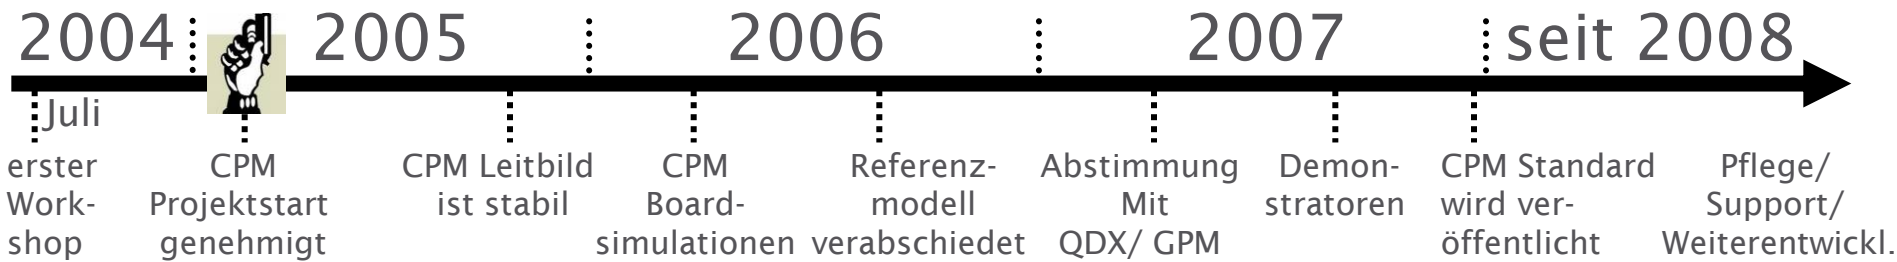 2004
2005
2006
2007
seit 2008
Juli
erster
Work-
shop
CPM
Projektstart
genehmigt
CPM Leitbild
ist stabil
CPM
Board-
simulationen
Referenz-
modell
verabschiedet
Abstimmung
Mit
QDX/ GPM
Demon-
stratoren
CPM Standard
wird ver-
öffentlicht
Pflege/
Support/
Weiterentwickl.